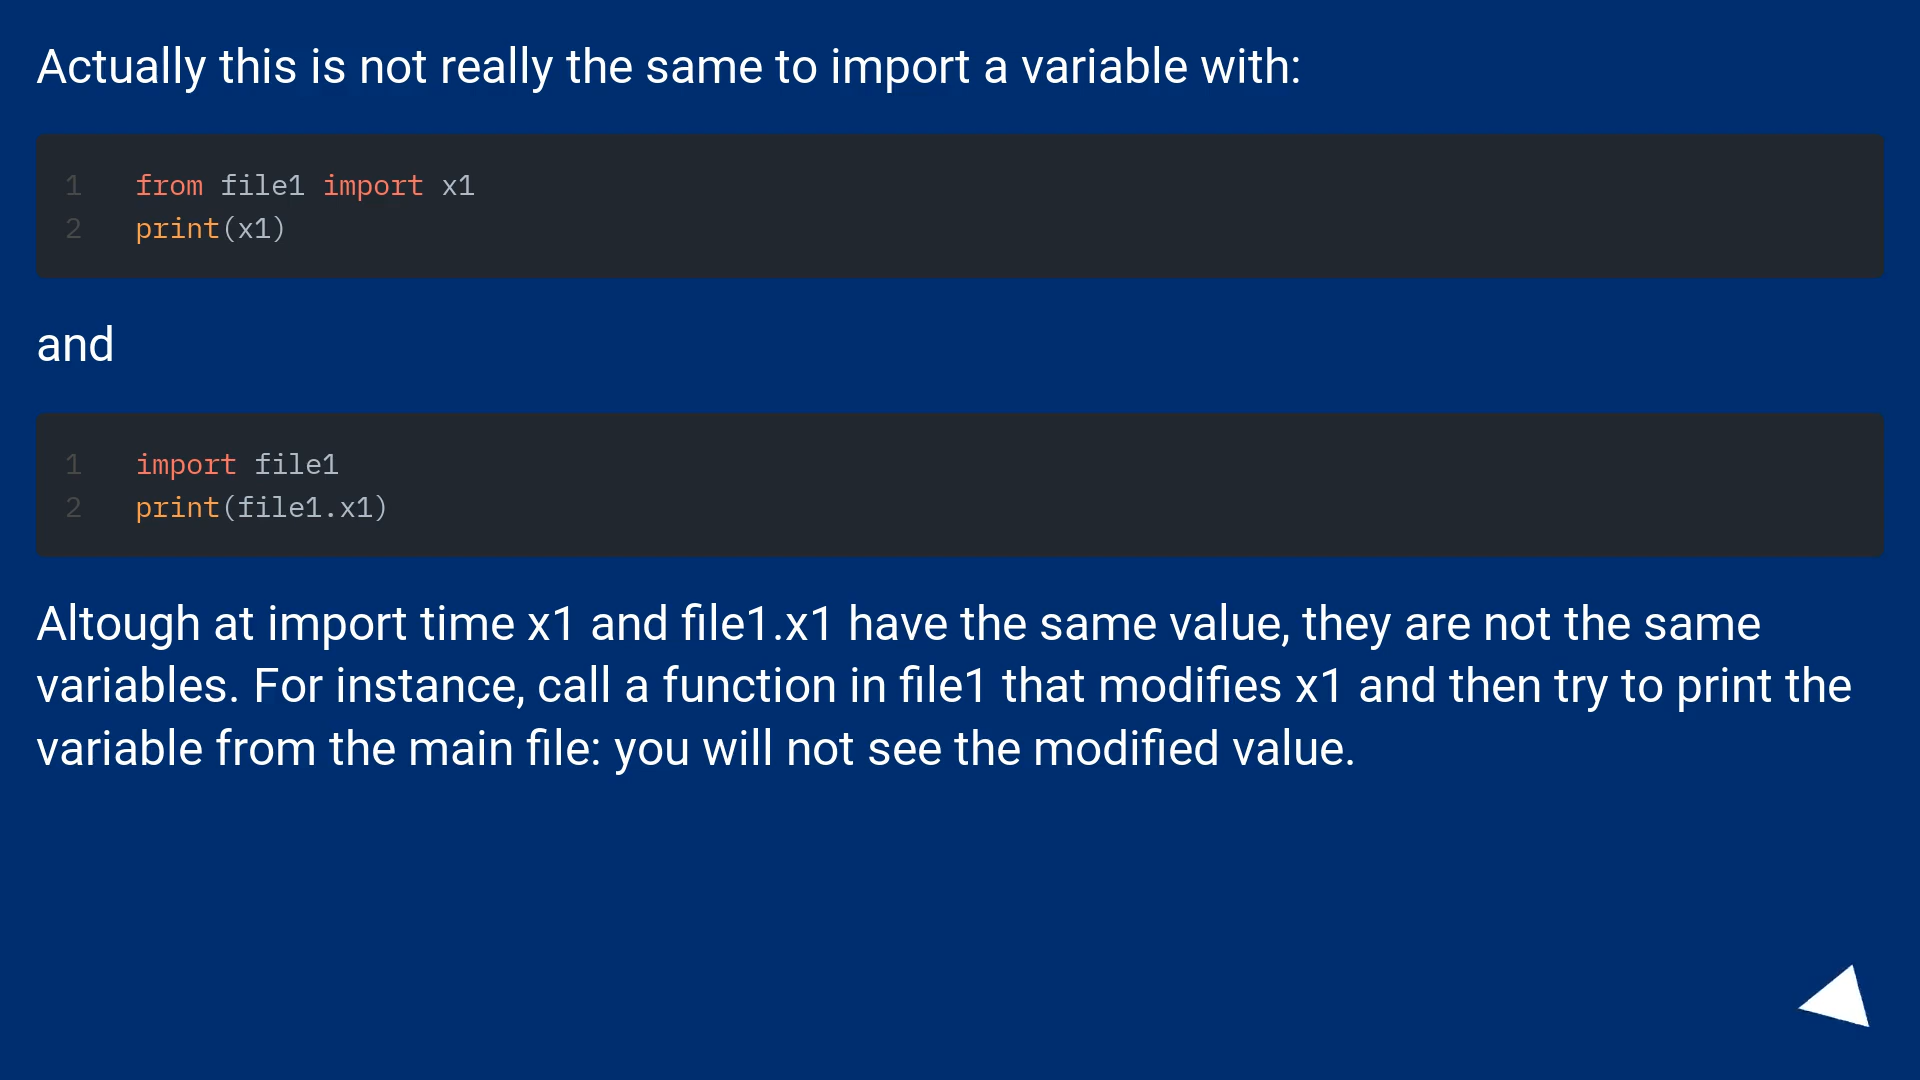 Actually this is not really the same to import a variable with:
1 from file1 import x1
2 print(x1)
and
1 import file1
2 print(file1.x1)
Altough at import time x1 and file1.x1 have the same value, they are not the same
variables. For instance, call a function in file1 that modifies x1 and then try to print the
variable from the main file: you will not see the modified value.